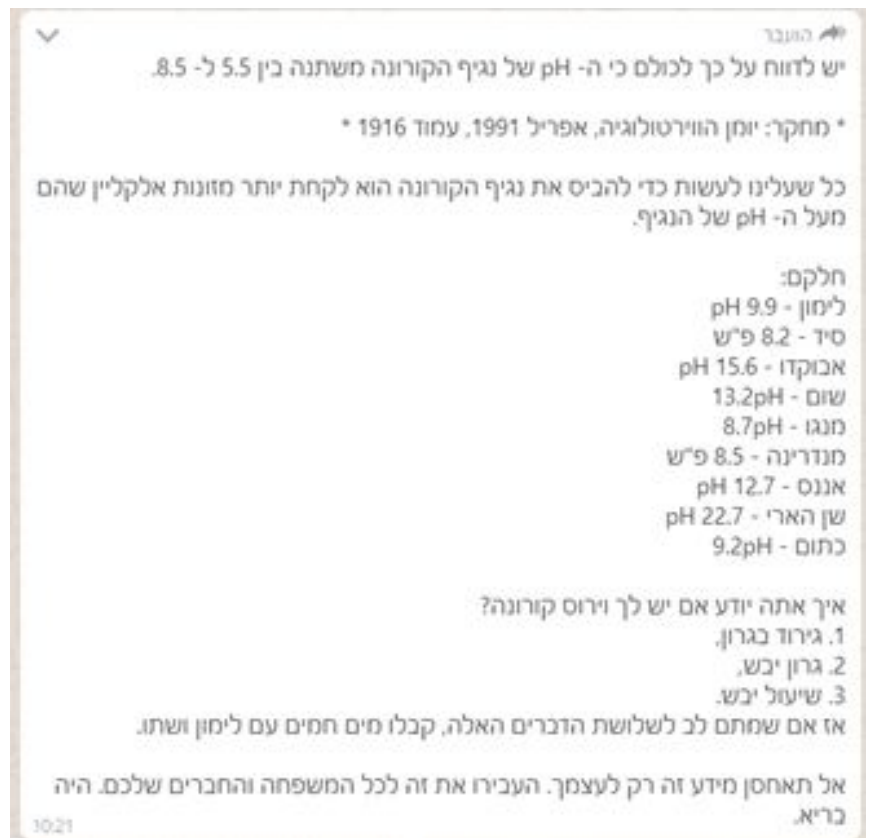 הועבר
יש לדווח על כך לכולם כי ה- pH של נגיף הקורונה משתנה בין 5.5 ל- 8.5.
* מחקר: יומן הווירטולוגיה, אפריל 1991, עמוד 1916 *
כל שעלינו לעשות כדי להביס את נגיף הקורונה הוא לקחת יותר מזונות אלקליין שהם
מעל ה- pH של הנגיף.
חלקם:
לימון - 9.9 pH
סיד - 8.2 פ"ש
אבוקדו - 15.6 pH
שום - 13.2pH
מנגו - 8.7pH
מנדרינה - 8.5 פ"ש
אננס - 12.7 pH
שן הארי - 22.7 pH
כתום - 9.2pH
איך אתה יודע אם יש לך וירוס קורונה?
1. גירוד בגרון,
2. גרון יבש,
3. שיעול יבש.
אז אם שמתם לב לשלושת הדברים האלה, קבלו מים חמים עם לימון ושתו.
אל תאחסן מידע זה רק לעצמך. העבירו את זה לכל המשפחה והחברים שלכם. היה
בריא.
10:21